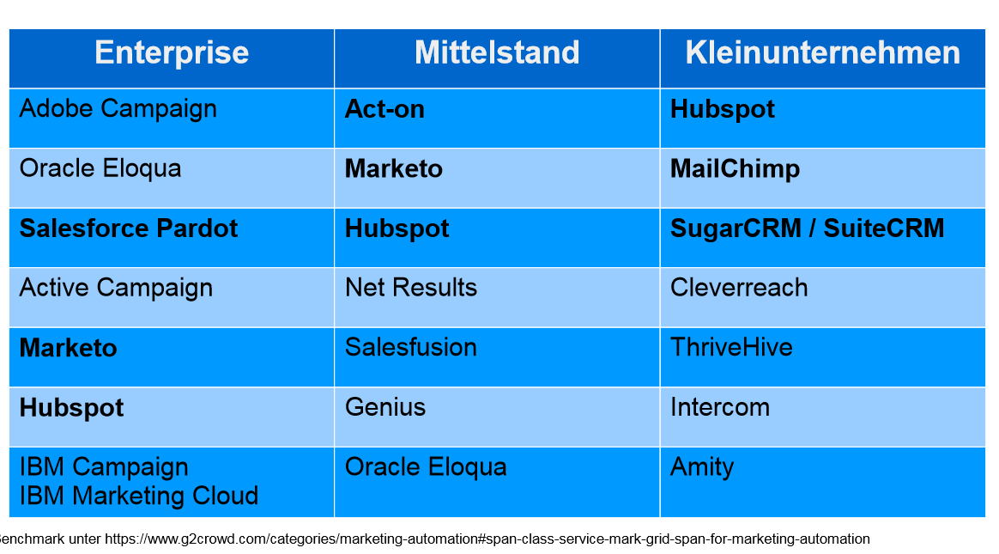 Enterprise Mittelstand Kleinunternehmen
Adobe Campaign Act-on Hubspot
Oracle Eloqua Marketo MailChimp
Salesforce Pardot Hubspot SugarCRM / SuiteCRM
Active Campaign Net Results Cleverreach
Marketo Salesfusion ThriveHive
Hubspot Genius Intercom
IBM Campaign Oracle Eloqua Amity
IBM Marketing Cloud
enchmark unter https://www.g2crowd.com/categories/marketing-automation#span-class-service-mark-grid-span-for-marketing-automation